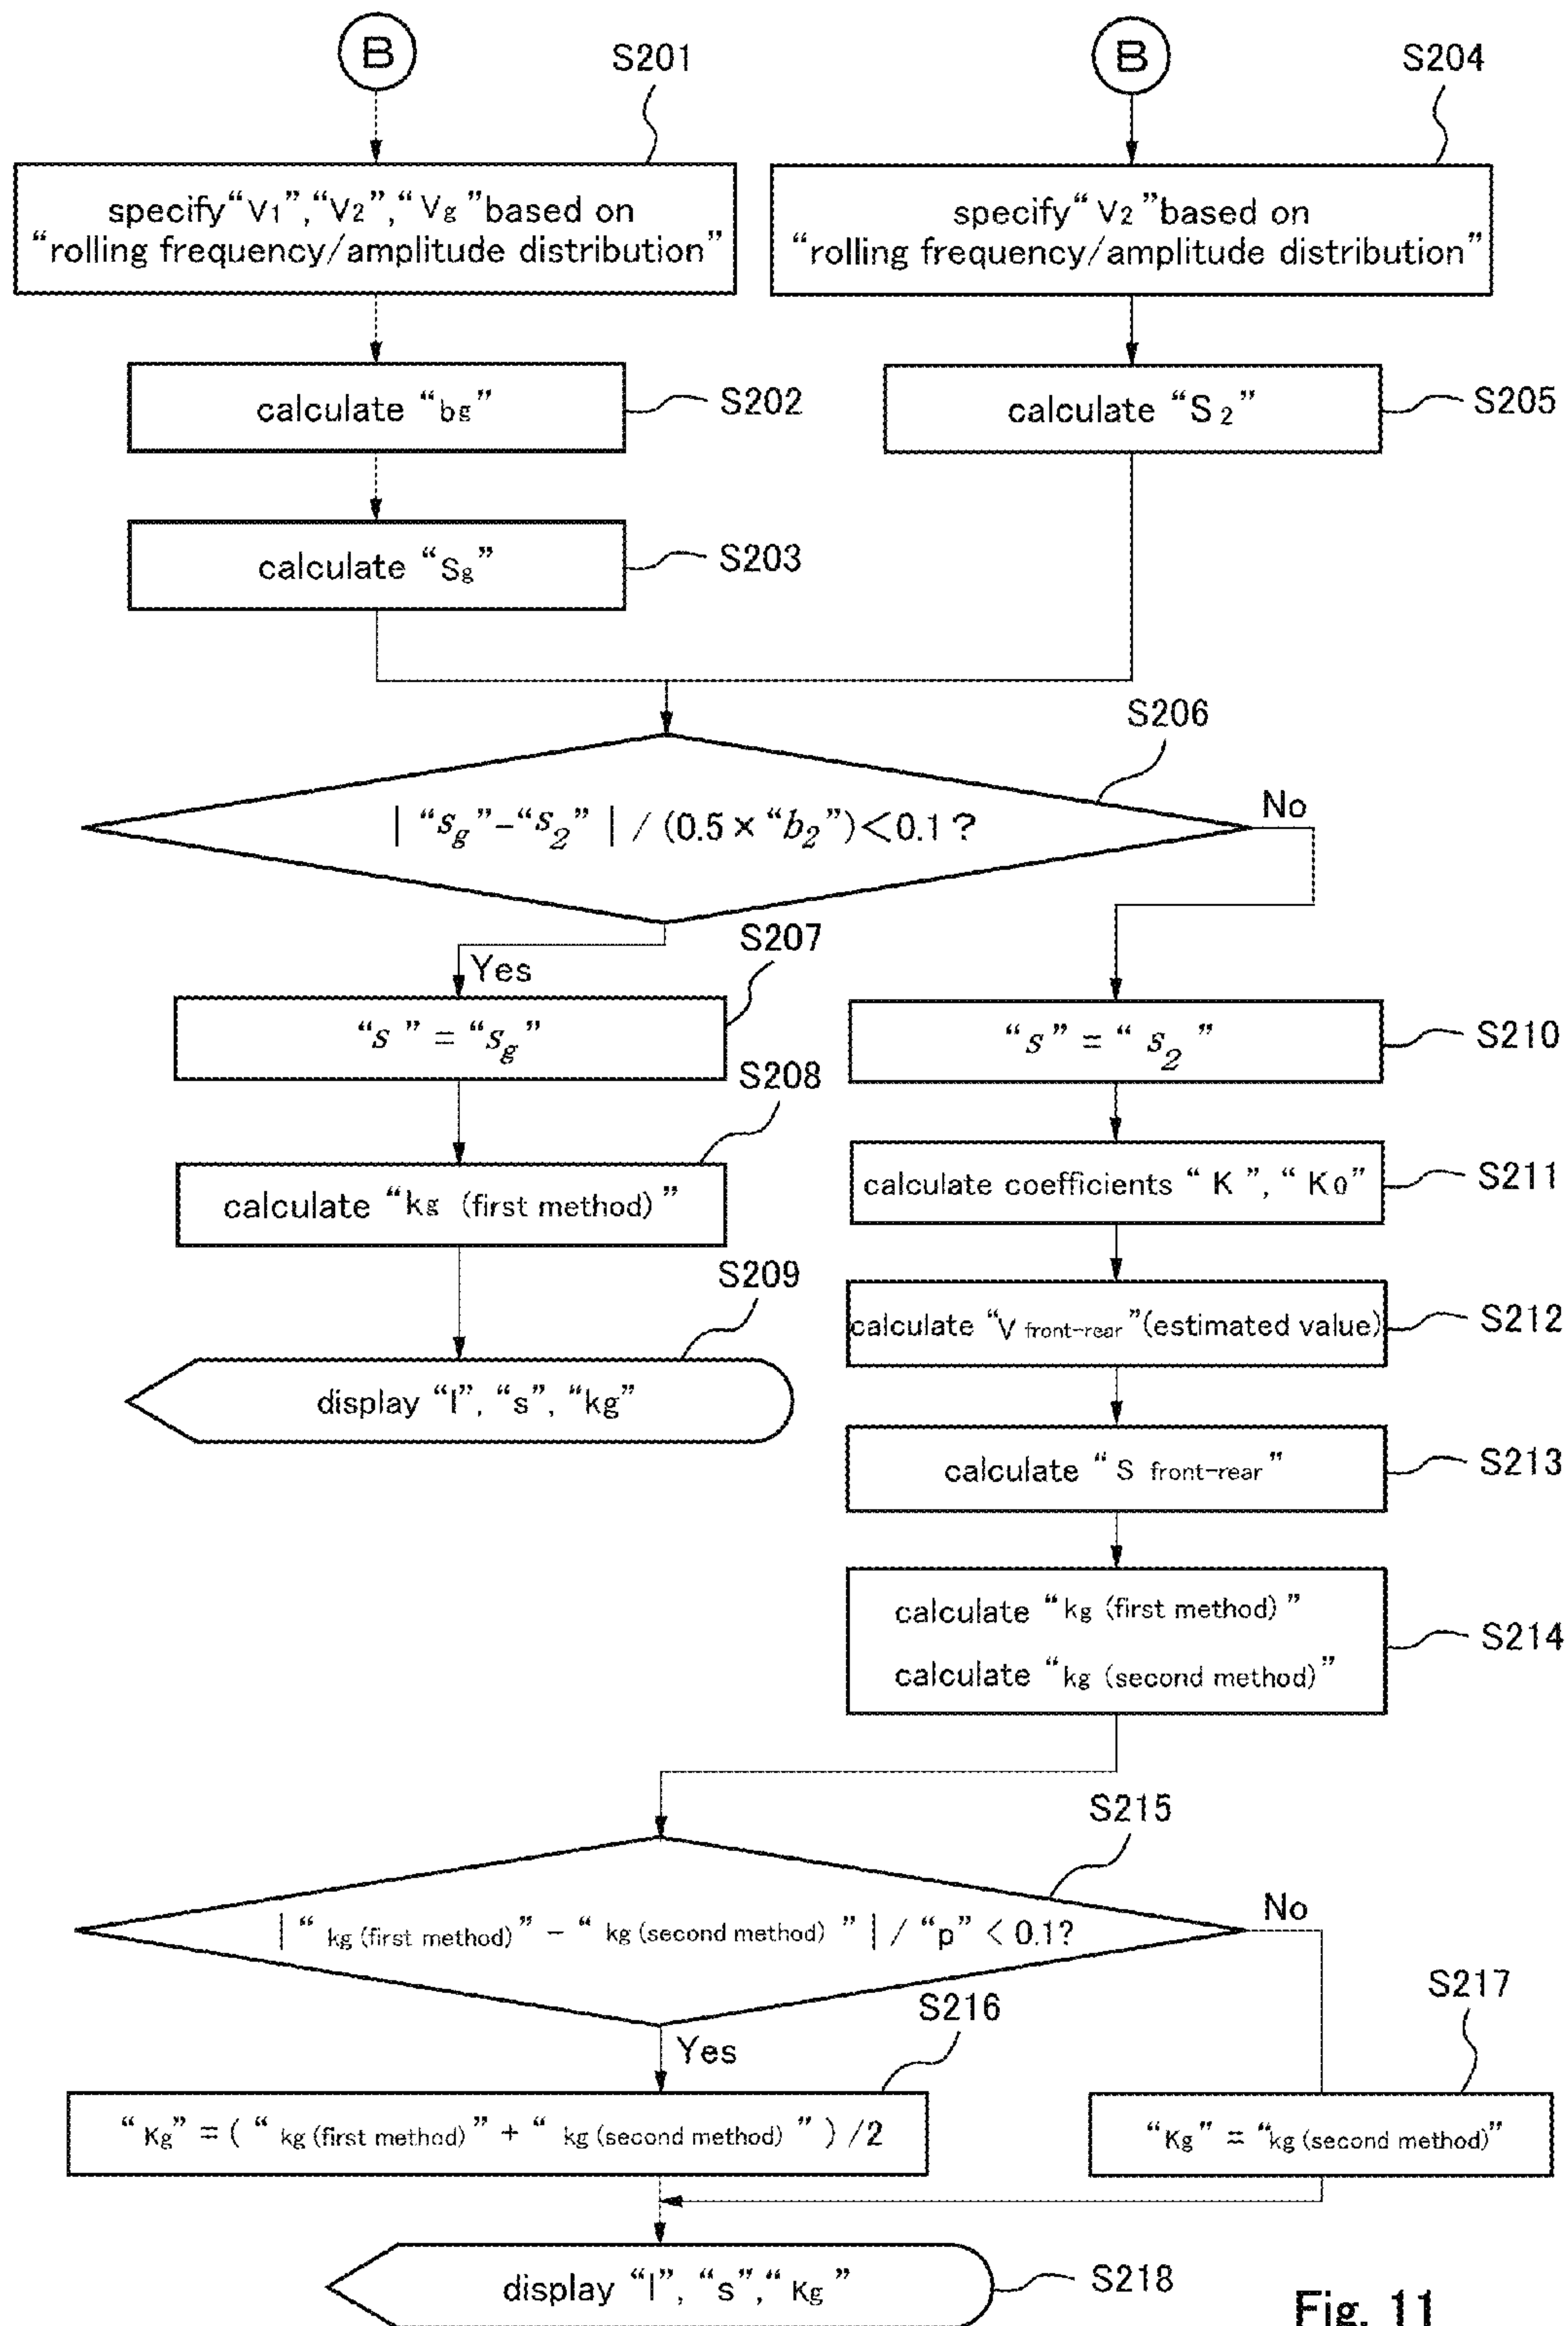 B
B
S201
S204
specify“V1”,“V2”,“Vg”based on
“rolling frequency/amplitude distribution”
specify“V2”based on
“rolling frequency/amplitude distribution”
calculate “bg”
S202
calculate “S2”
S205
calculate “Sg”
S203
S206
| “sg”−“s2” | / (0.5 × “b2”)<0.1?
No
Yes
S207
“s” = “sg”
“s” = “s2”
S210
S208
calculate “kg (first method)”
calculate coefficients “K”, “K0”
S211
S209
calculate “V front-rear”(estimated value)
S212
display “l”, “s”, “kg”
calculate “S front-rear”
S213
calculate “kg (first method)”
calculate “kg (second method)”
S214
S215
| “kg (first method)” − “kg (second method)” | / “p” < 0.1?
No
Yes
S216
S217
“Kg” = (“kg (first method)” + “kg (second method)”) /2
“Kg” = “kg (second method)”
display “l”, “s”,“Kg”
S218
Fig. 11